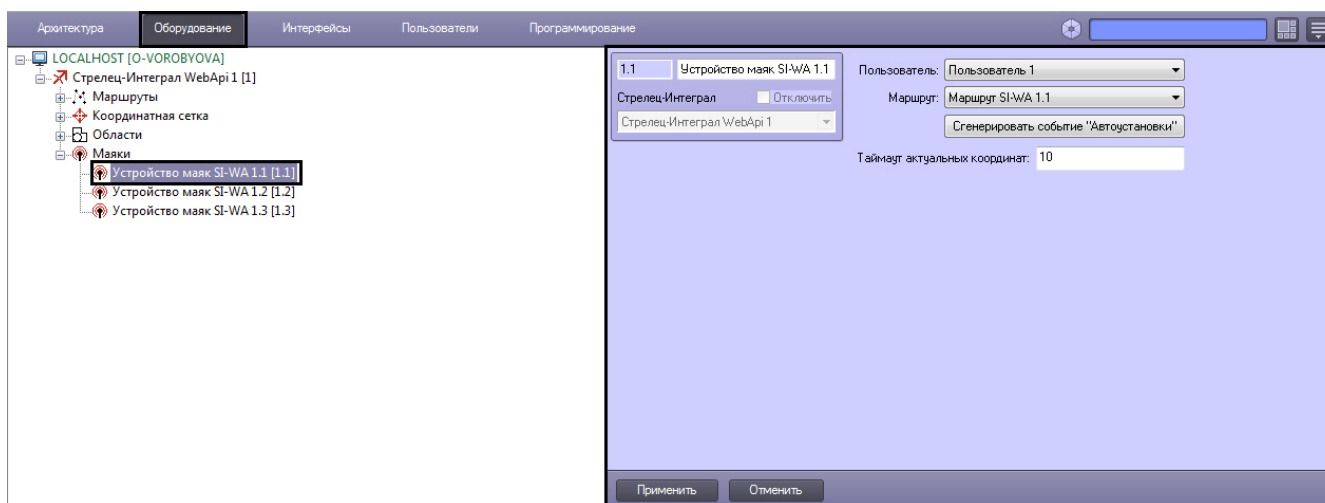 Архитектура Оборудование Интерфейсы Пользователи Программирование
LOCALHOST [O-VOROBYOVA]
Стрелец-Интеграл WebApi 1 [1]
Маршруты
Координатная сетка
Области
Маяки
Устройство маяк SI-WA 1.1 [1.1]
Устройство маяк SI-WA 1.2 [1.2]
Устройство маяк SI-WA 1.3 [1.3]
1.1 Устройство маяк SI-WA 1.1
Стрелец-Интеграл Отключить
Стрелец-Интеграл WebApi 1
Пользователь: Пользователь 1
Маршрут: Маршрут SI-WA 1.1
Сгенерировать событие "Автоустановки"
Таймаут актуальных координат: 10
Применить Отменить